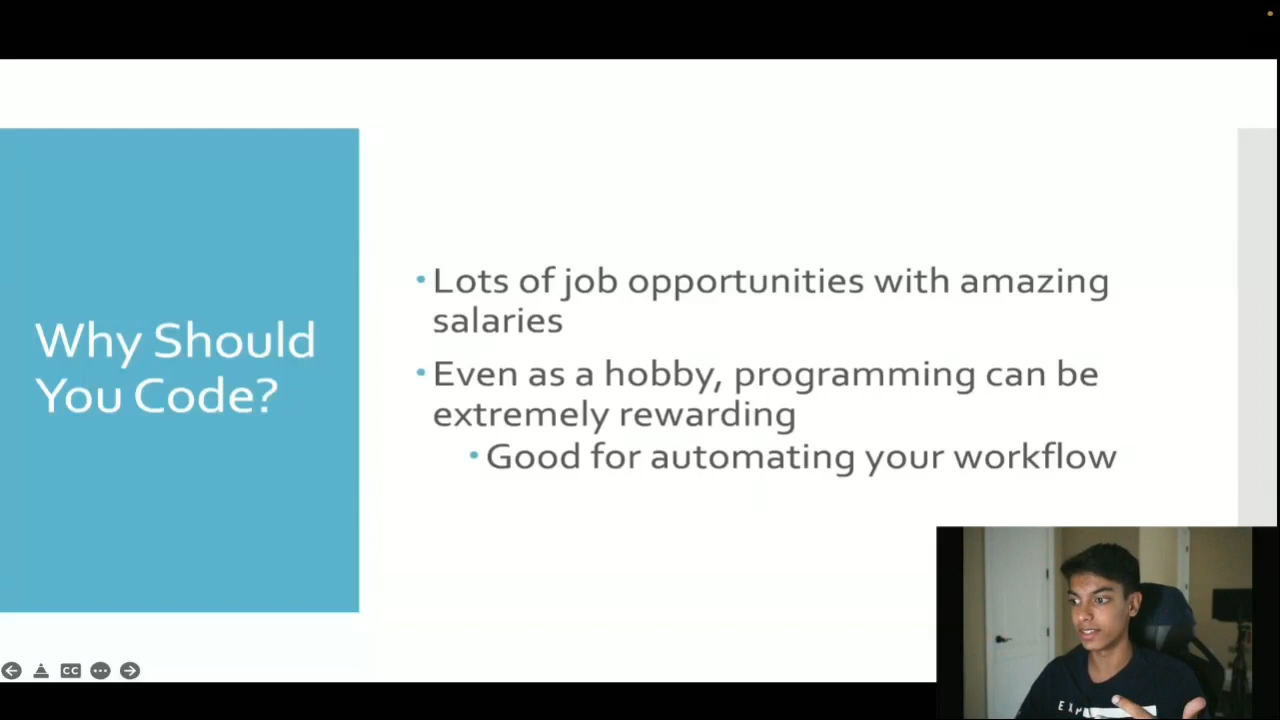 Why Should
You Code?
• Lots of job opportunities with amazing
salaries
• Even as a hobby, programming can be
extremely rewarding
• Good for automating your workflow
CC